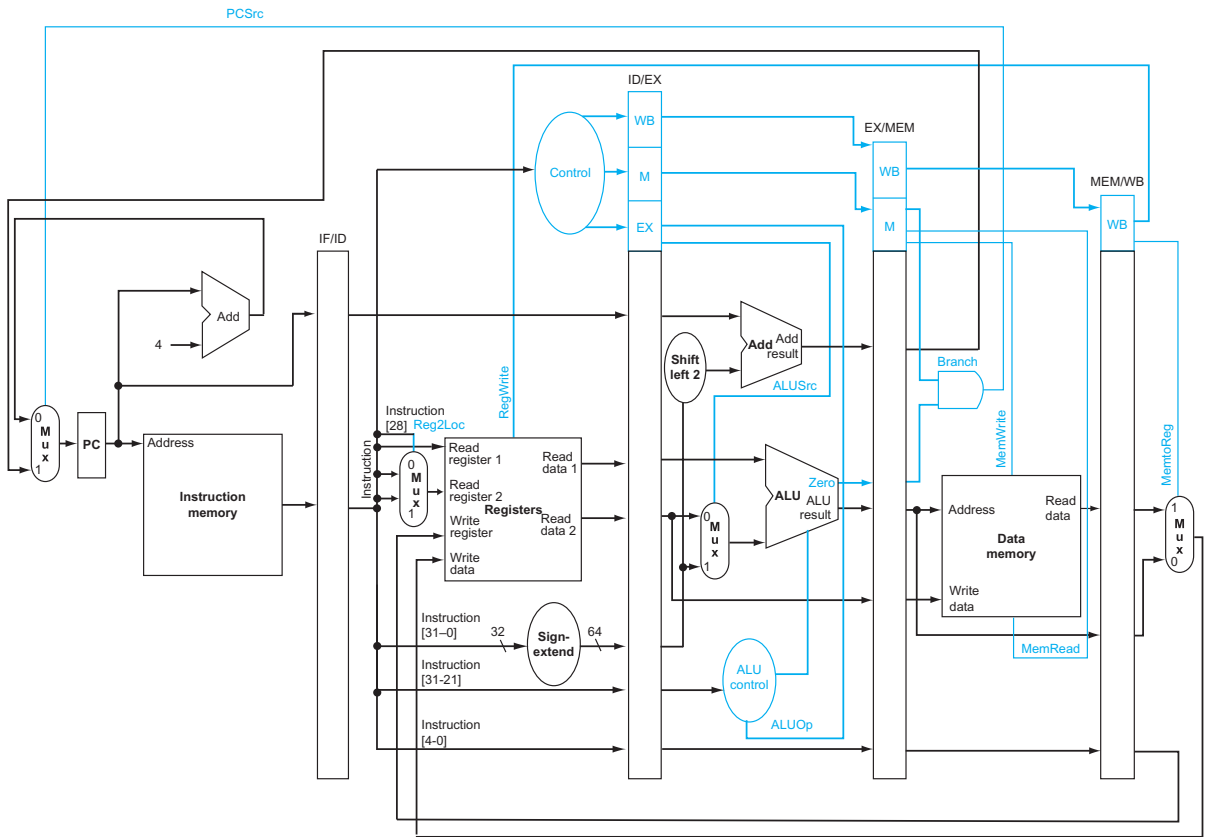 PCSrc
ID/EX
WB
EX/MEM
Control
M
WB
MEM/WB
EX
M
WB
IF/ID
Add
4
Add
Add
result
Shift
left 2
Branch
ALUSrc
RegWrite
MemWrite
MemtoReg
Instruction
[28]
Reg2Loc
0
M
u
x
1
PC
Address
Instruction
memory
Instruction
0
M
u
x
1
Read
register 1
Read
register 2
Write
register
Write
data
Registers
Read
data 1
Read
data 2
0
M
u
x
1
Zero
ALU
ALU
result
Address
Read
data
Data
memory
Write
data
1
M
u
x
0
Instruction
[31–0]
32
Sign-
extend
64
MemRead
Instruction
[31-21]
ALU
control
Instruction
[4-0]
ALUOp